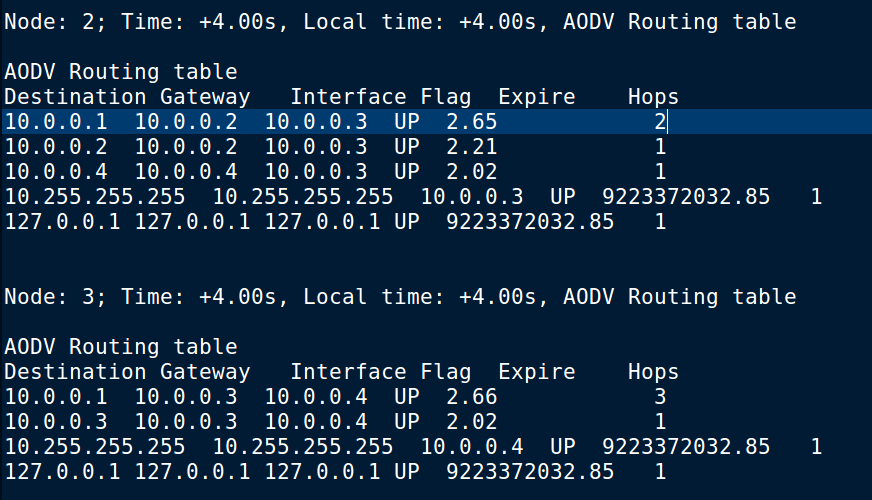 Node: 2; Time: +4.00s, Local time: +4.00s, AODV Routing table
AODV Routing table
Destination Gateway   Interface Flag  Expire    Hops
10.0.0.1  10.0.0.2  10.0.0.3  UP  2.65            2
10.0.0.2  10.0.0.2  10.0.0.3  UP  2.21            1
10.0.0.4  10.0.0.4  10.0.0.3  UP  2.02            1
10.255.255.255  10.255.255.255  10.0.0.3  UP  9223372032.85   1
127.0.0.1 127.0.0.1 127.0.0.1 UP  9223372032.85   1
Node: 3; Time: +4.00s, Local time: +4.00s, AODV Routing table
AODV Routing table
Destination Gateway   Interface Flag  Expire    Hops
10.0.0.1  10.0.0.3  10.0.0.4  UP  2.66            3
10.0.0.3  10.0.0.3  10.0.0.4  UP  2.02            1
10.255.255.255  10.255.255.255  10.0.0.4  UP  9223372032.85   1
127.0.0.1 127.0.0.1 127.0.0.1 UP  9223372032.85   1